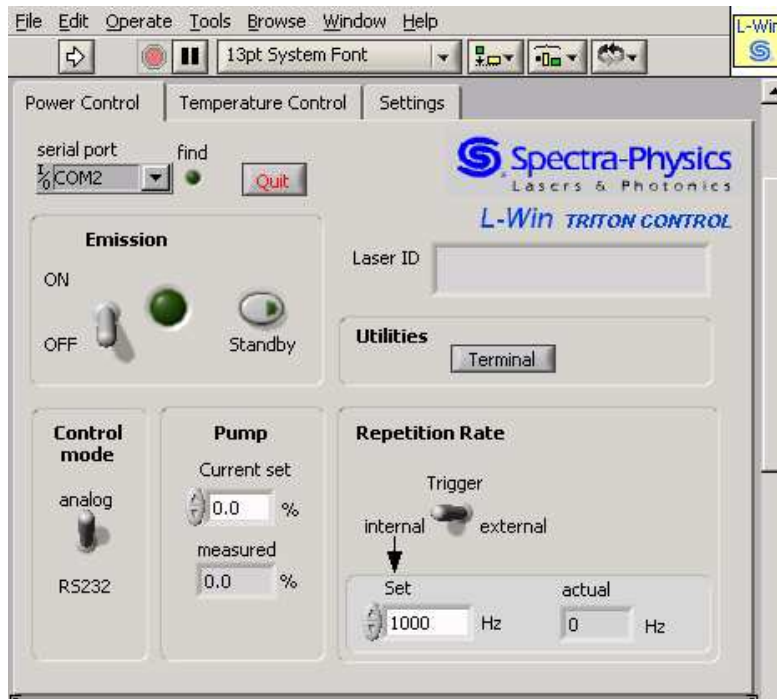 File Edit Operate Tools Browse Window Help
13pt System Font
L-Win
Power Control Temperature Control Settings
serial port find
COM2 Quit
Spectra-Physics
Lasers & Photonics
L-Win TRITON CONTROL
Emission
ON
OFF
Standby
Laser ID
Utilities
Terminal
Control
mode
analog
RS232
Pump
Current set
0.0 %
measured
0.0 %
Repetition Rate
Trigger
internal external
Set actual
1000 Hz 0 Hz